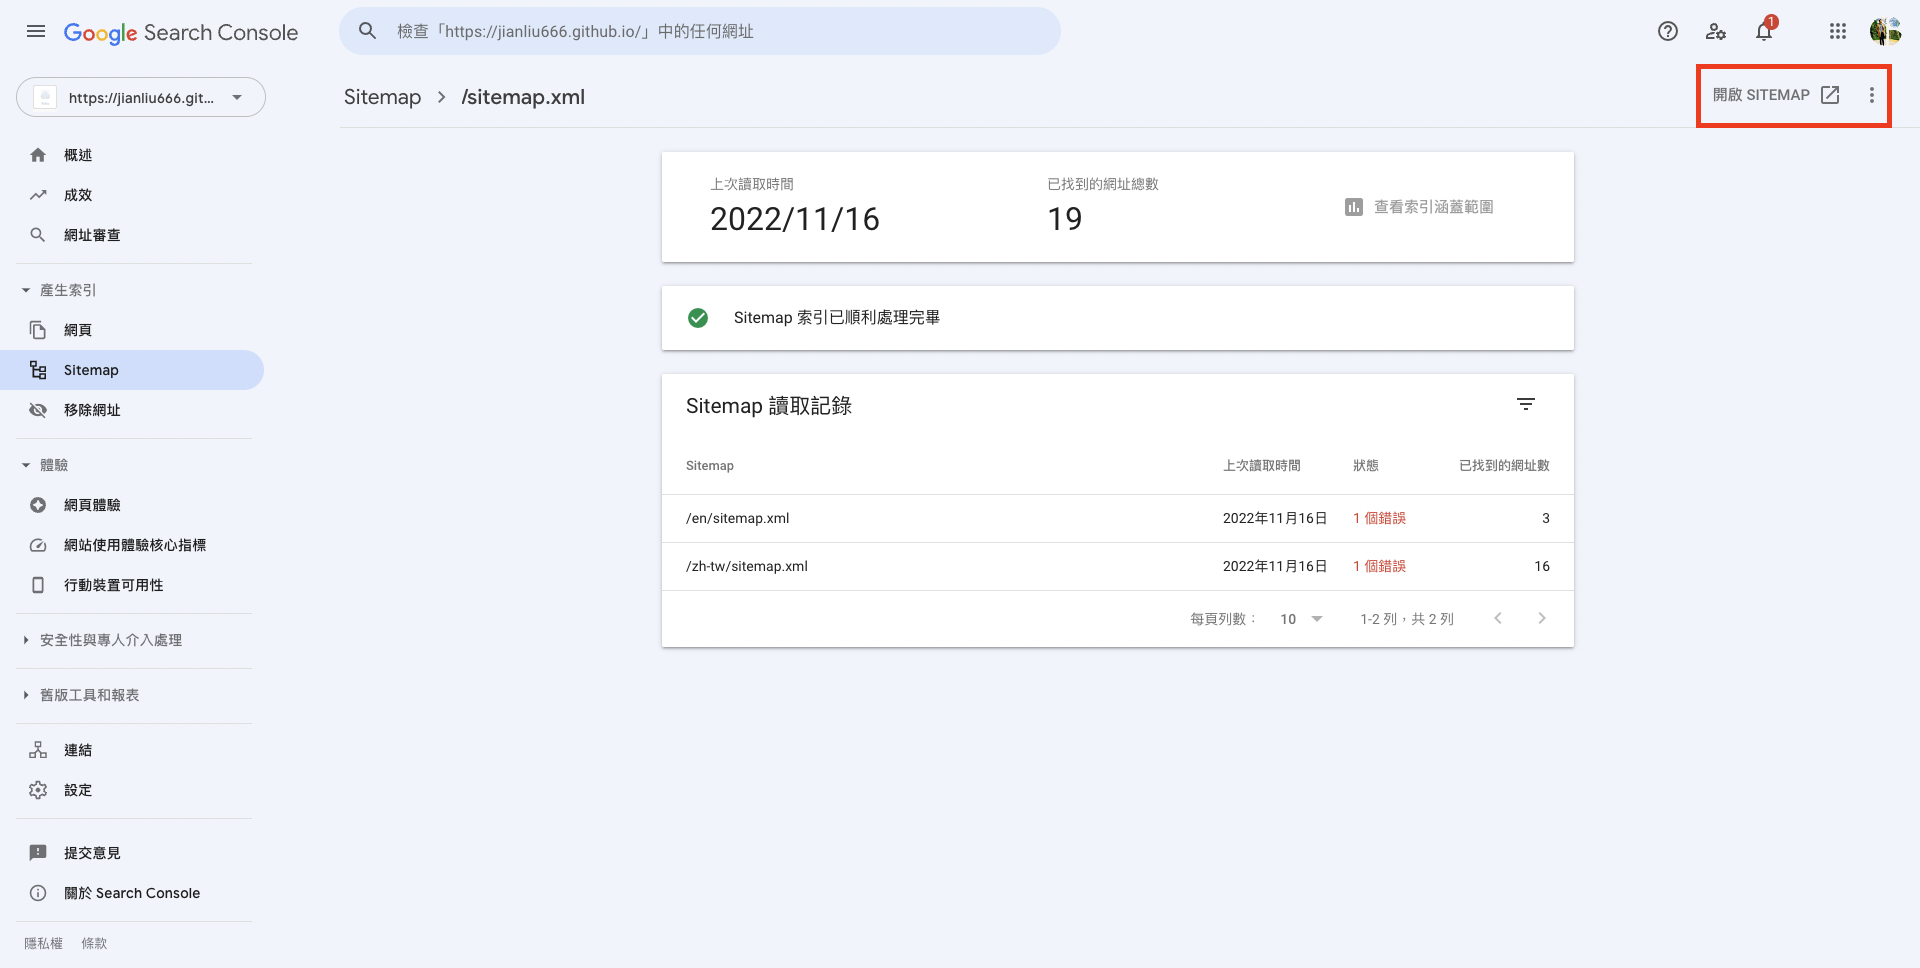 Google Search Console
檢查「https://jianliu666.github.io/」中的任何網址
1
https://jianliu666.git...
Sitemap > /sitemap.xml
開啟 SITEMAP
概述
成效
網址審查
產生索引
網頁
Sitemap
移除網址
體驗
網頁體驗
網站使用體驗核心指標
行動裝置可用性
安全性與專人介入處理
舊版工具和報表
連結
設定
提交意見
關於 Search Console
隱私權 條款
上次讀取時間
2022/11/16
已找到的網址總數
19
查看索引涵蓋範圍
Sitemap 索引已順利處理完畢
Sitemap 讀取記錄
Sitemap 上次讀取時間 狀態 已找到的網址數
/en/sitemap.xml 2022年11月16日 1 個錯誤 3
/zh-tw/sitemap.xml 2022年11月16日 1 個錯誤 16
每頁列數： 10 1-2 列，共 2 列